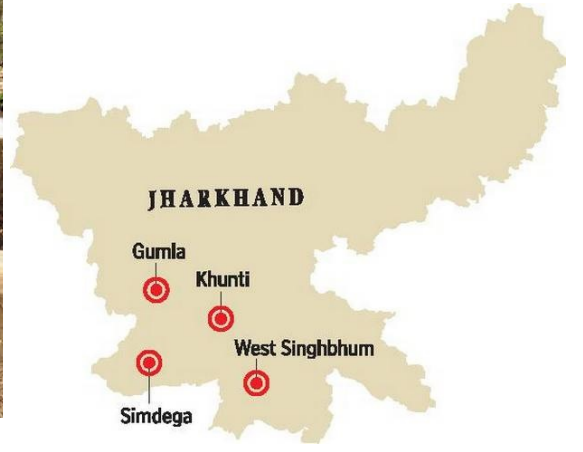 JHARKHAND
Gumla
Khunti
West Singhbhum
Simdega